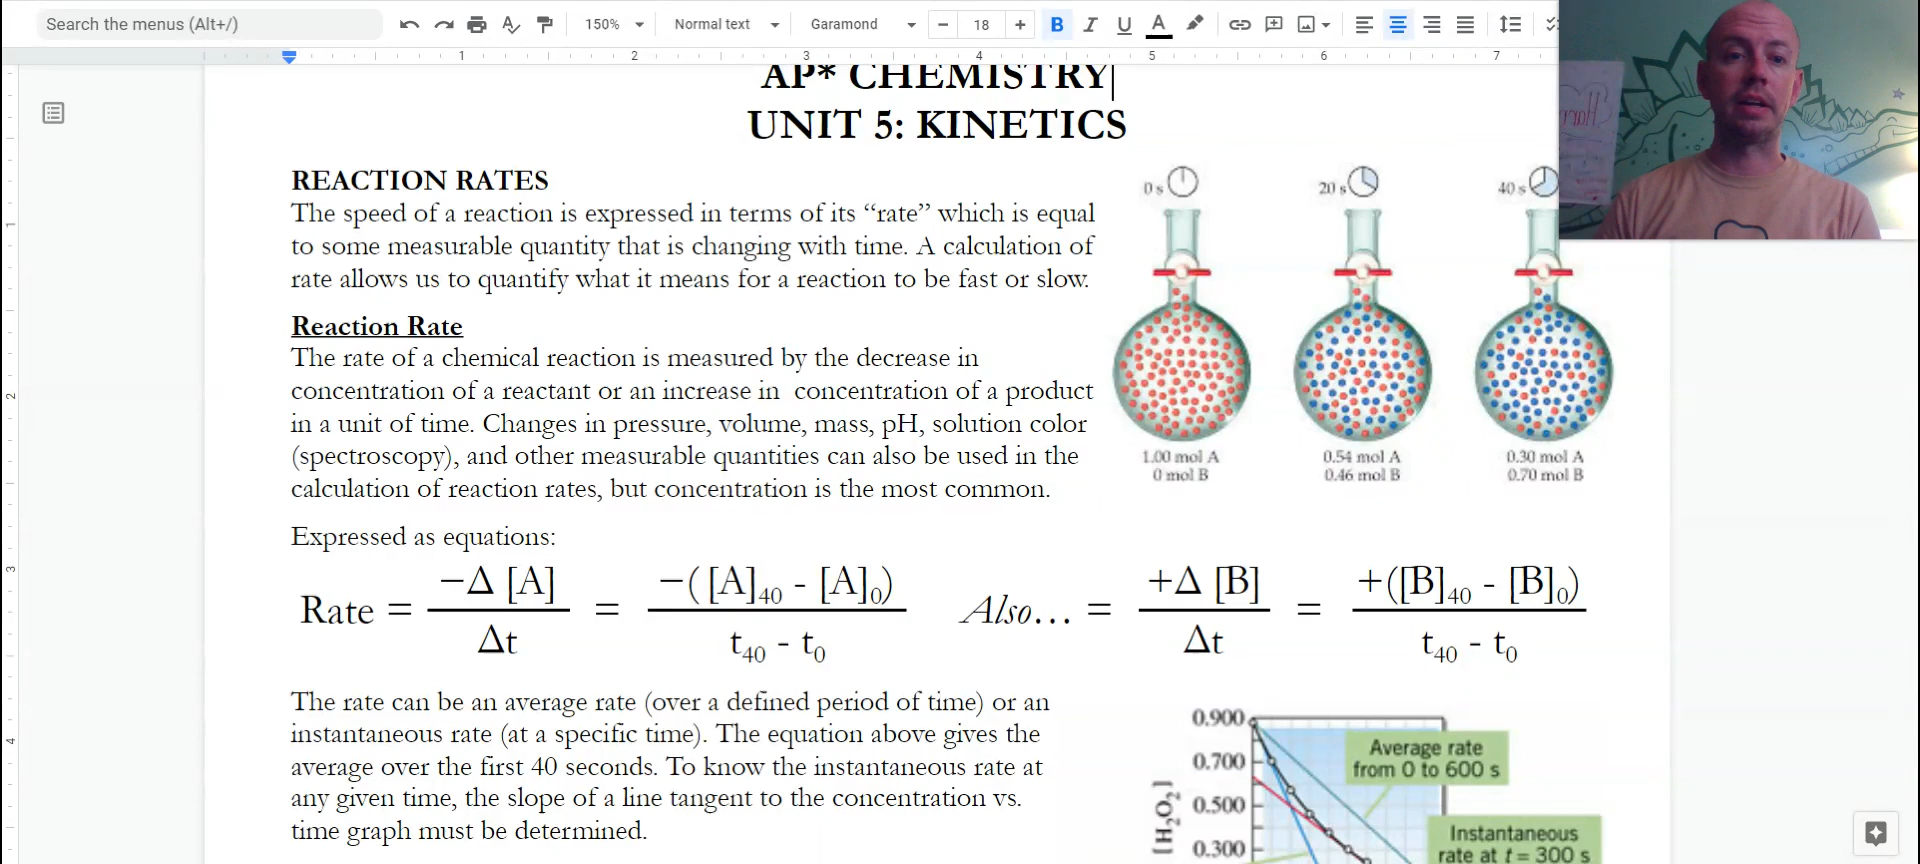 Search the menus (Alt+/)
150%
Normal text
Garamond
18
B I U A
1 2 3 4 5 6 7
AP* CHEMISTRY
UNIT 5: KINETICS
REACTION RATES
The speed of a reaction is expressed in terms of its “rate” which is equal
to some measurable quantity that is changing with time. A calculation of
rate allows us to quantify what it means for a reaction to be fast or slow.
Reaction Rate
The rate of a chemical reaction is measured by the decrease in
concentration of a reactant or an increase in concentration of a product
in a unit of time. Changes in pressure, volume, mass, pH, solution color
(spectroscopy), and other measurable quantities can also be used in the
calculation of reaction rates, but concentration is the most common.
0 s
20 s
40 s
1.00 mol A
0 mol B
0.54 mol A
0.46 mol B
0.30 mol A
0.70 mol B
Expressed as equations:
Rate = −Δ [A] / Δt = −( [A]₄₀ - [A]₀) / t₄₀ - t₀ Also… = +Δ [B] / Δt = +([B]₄₀ - [B]₀) / t₄₀ - t₀
The rate can be an average rate (over a defined period of time) or an
instantaneous rate (at a specific time). The equation above gives the
average over the first 40 seconds. To know the instantaneous rate at
any given time, the slope of a line tangent to the concentration vs.
time graph must be determined.
0.900
0.700
0.500
0.300
[H₂O₂]
Average rate
from 0 to 600 s
Instantaneous
rate at t = 300 s
1
2
3
4